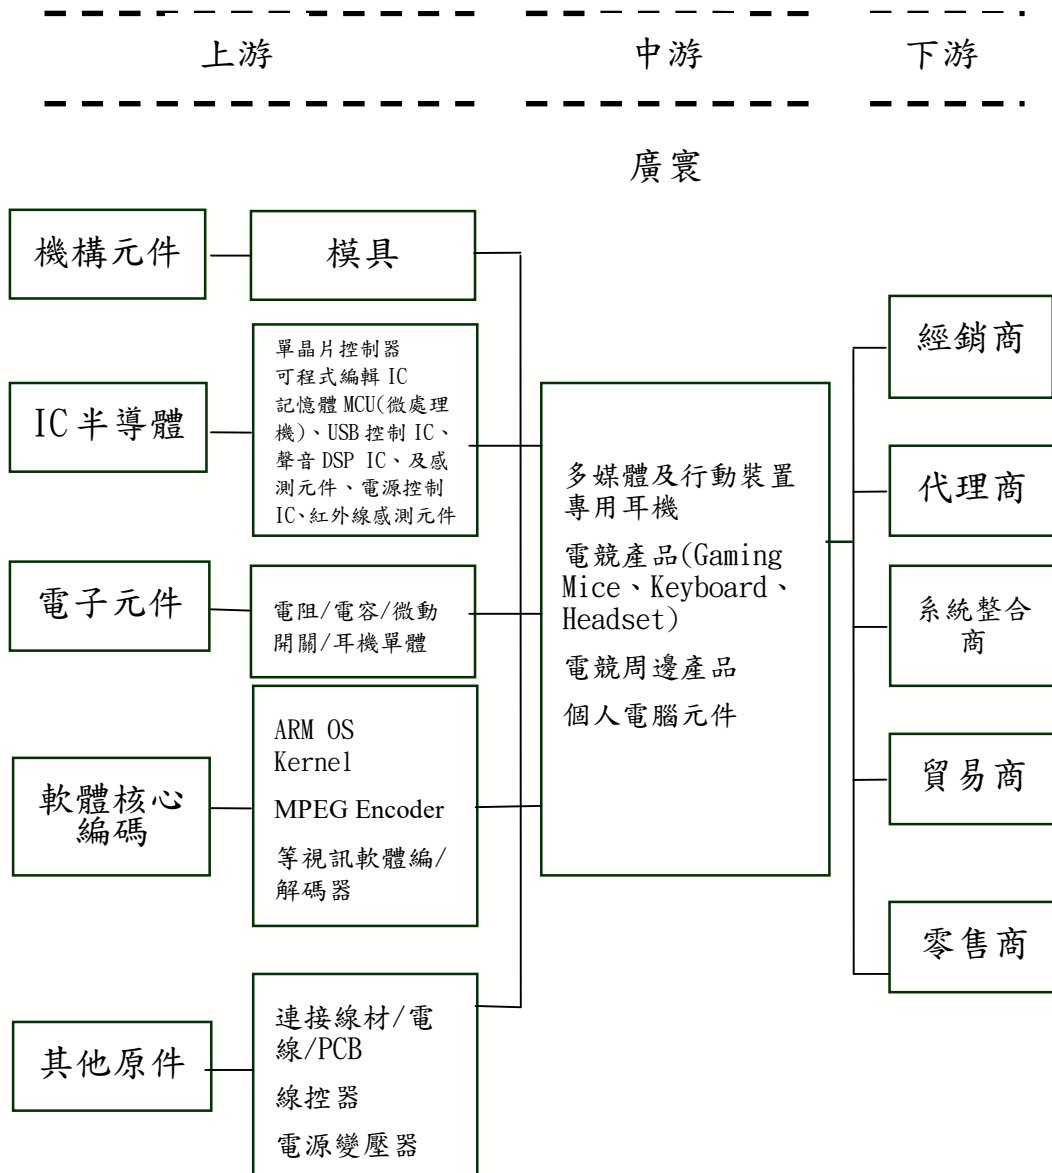 上游
中游
下游
廣寰
機構元件
模具
IC 半導體
單晶片控制器
可程式編輯 IC
記憶體 MCU(微處理
機)、USB 控制 IC、
聲音 DSP IC、及感
測元件、電源控制
IC、紅外線感測元件
電子元件
電阻/電容/微動
開關/耳機單體
軟體核心
編碼
ARM OS
Kernel
MPEG Encoder
等視訊軟體編/
解碼器
其他原件
連接線材/電
線/PCB
線控器
電源變壓器
多媒體及行動裝置
專用耳機
電競產品(Gaming
Mice、Keyboard、
Headset)
電競周邊產品
個人電腦元件
經銷商
代理商
系統整合
商
貿易商
零售商